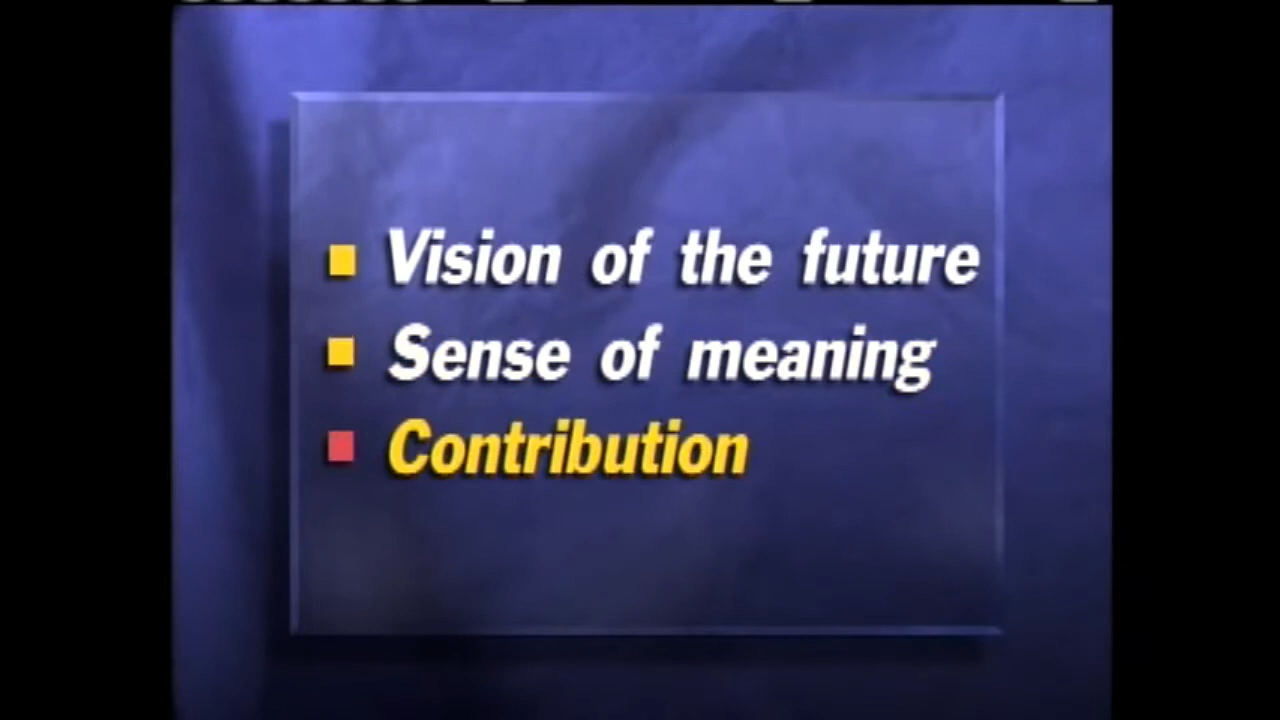 Vision of the future
Sense of meaning
Contribution